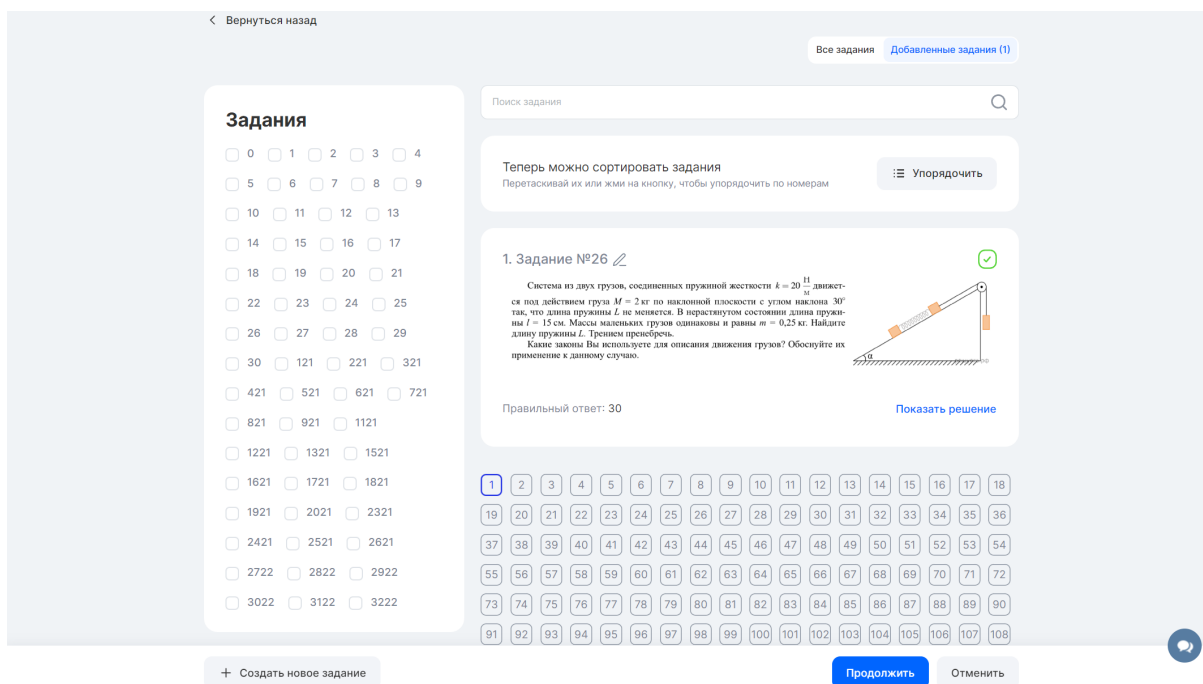 Вернуться назад
Все задания Добавленные задания (1)
Задания
0 1 2 3 4
5 6 7 8 9
10 11 12 13
14 15 16 17
18 19 20 21
22 23 24 25
26 27 28 29
30 121 221 321
421 521 621 721
821 921 1121
1221 1321 1521
1621 1721 1821
1921 2021 2321
2421 2521 2621
2722 2822 2922
3022 3122 3222
Поиск задания
Теперь можно сортировать задания
Перетаскивай их или жми на кнопку, чтобы упорядочить по номерам
Упорядочить
1. Задание №26
Система из двух грузов, соединенных пружиной жесткости k = 20 Н/м движет-
ся под действием груза M = 2 кг по наклонной плоскости с углом наклона 30°
так, что длина пружины L не меняется. В нерастянутом состоянии длина пружи-
ны l = 15 см. Массы маленьких грузов одинаковы и равны m = 0,25 кг. Найдите
длину пружины L. Трением пренебречь.
Какие законы Вы используете для описания движения грузов? Обоснуйте их
применение к данному случаю.
α
Правильный ответ: 30
Показать решение
1 2 3 4 5 6 7 8 9 10 11 12 13 14 15 16 17 18
19 20 21 22 23 24 25 26 27 28 29 30 31 32 33 34 35 36
37 38 39 40 41 42 43 44 45 46 47 48 49 50 51 52 53 54
55 56 57 58 59 60 61 62 63 64 65 66 67 68 69 70 71 72
73 74 75 76 77 78 79 80 81 82 83 84 85 86 87 88 89 90
91 92 93 94 95 96 97 98 99 100 101 102 103 104 105 106 107 108
+ Создать новое задание
Продолжить
Отменить